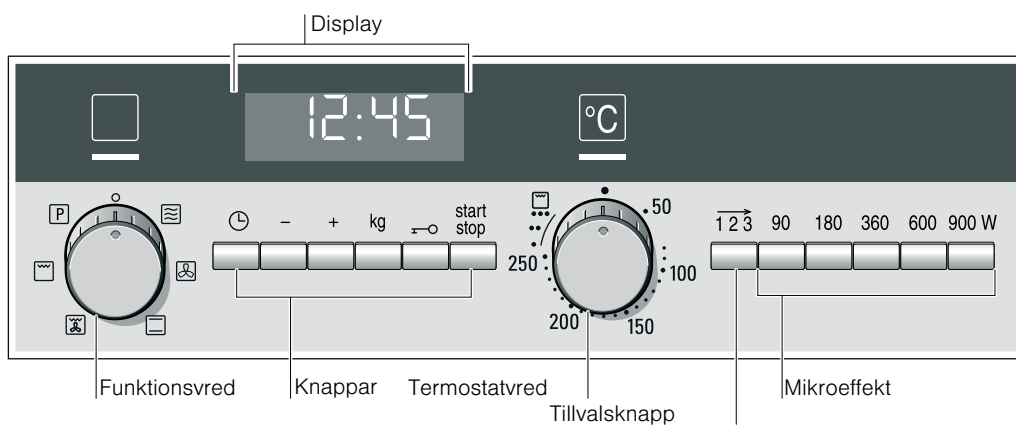 Display
12:45
°C
P
- + kg start
stop
50
100
150
200
250
1 2 3 90 180 360 600 900 W
Funktionsvred
Knappar
Termostatvred
Tillvalsknapp
Mikroeffekt